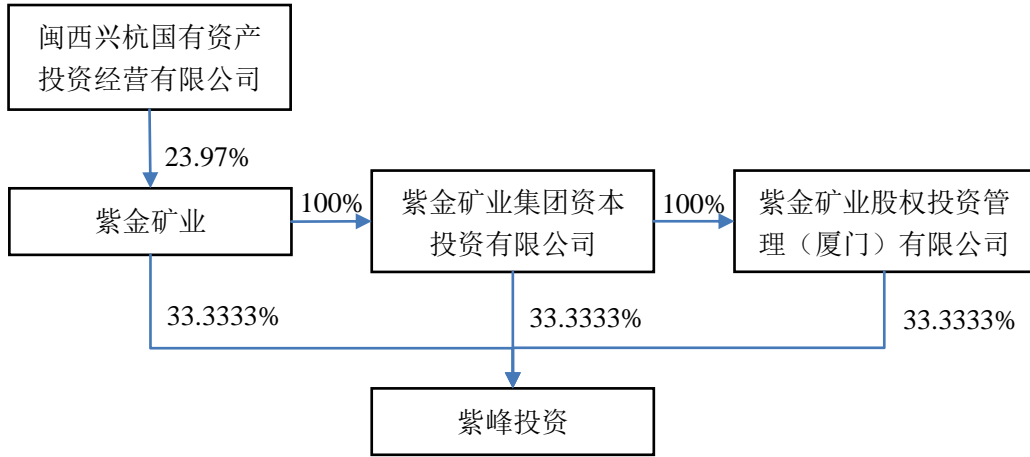 闽西兴杭国有资产
投资经营有限公司
23.97%
紫金矿业
100%
紫金矿业集团资本
投资有限公司
100%
紫金矿业股权投资管
理（厦门）有限公司
33.3333%
33.3333%
33.3333%
紫峰投资